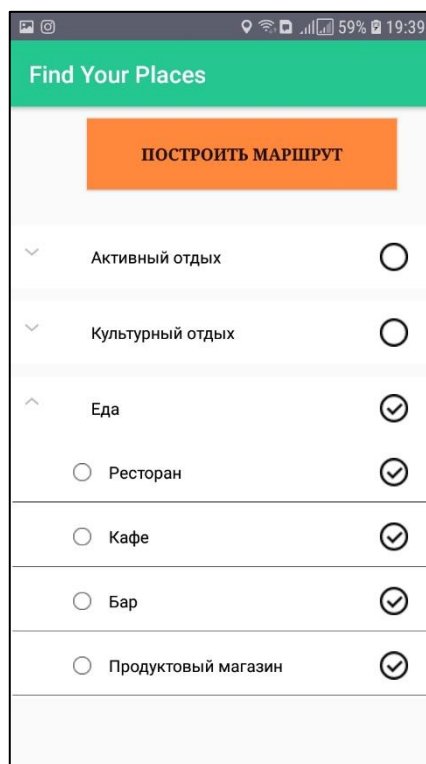 59% 19:39
Find Your Places
ПОСТРОИТЬ МАРШРУТ
Активный отдых
Культурный отдых
Еда
Ресторан
Кафе
Бар
Продуктовый магазин